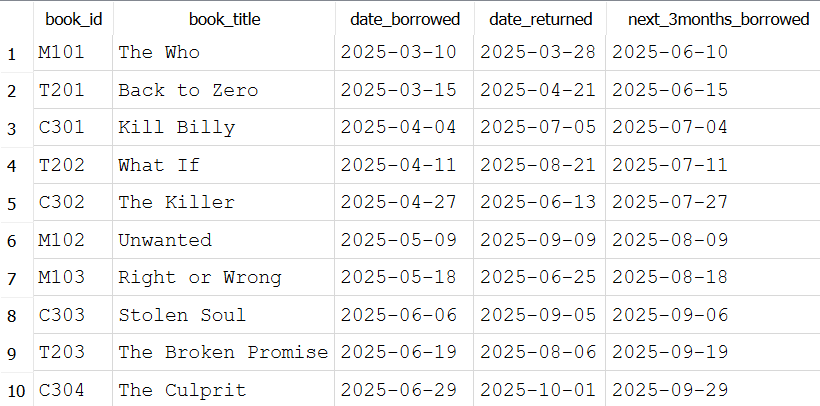 book_id book_title date_borrowed date_returned next_3months_borrowed
1 M101 The Who 2025-03-10 2025-03-28 2025-06-10
2 T201 Back to Zero 2025-03-15 2025-04-21 2025-06-15
3 C301 Kill Billy 2025-04-04 2025-07-05 2025-07-04
4 T202 What If 2025-04-11 2025-08-21 2025-07-11
5 C302 The Killer 2025-04-27 2025-06-13 2025-07-27
6 M102 Unwanted 2025-05-09 2025-09-09 2025-08-09
7 M103 Right or Wrong 2025-05-18 2025-06-25 2025-08-18
8 C303 Stolen Soul 2025-06-06 2025-09-05 2025-09-06
9 T203 The Broken Promise 2025-06-19 2025-08-06 2025-09-19
10 C304 The Culprit 2025-06-29 2025-10-01 2025-09-29